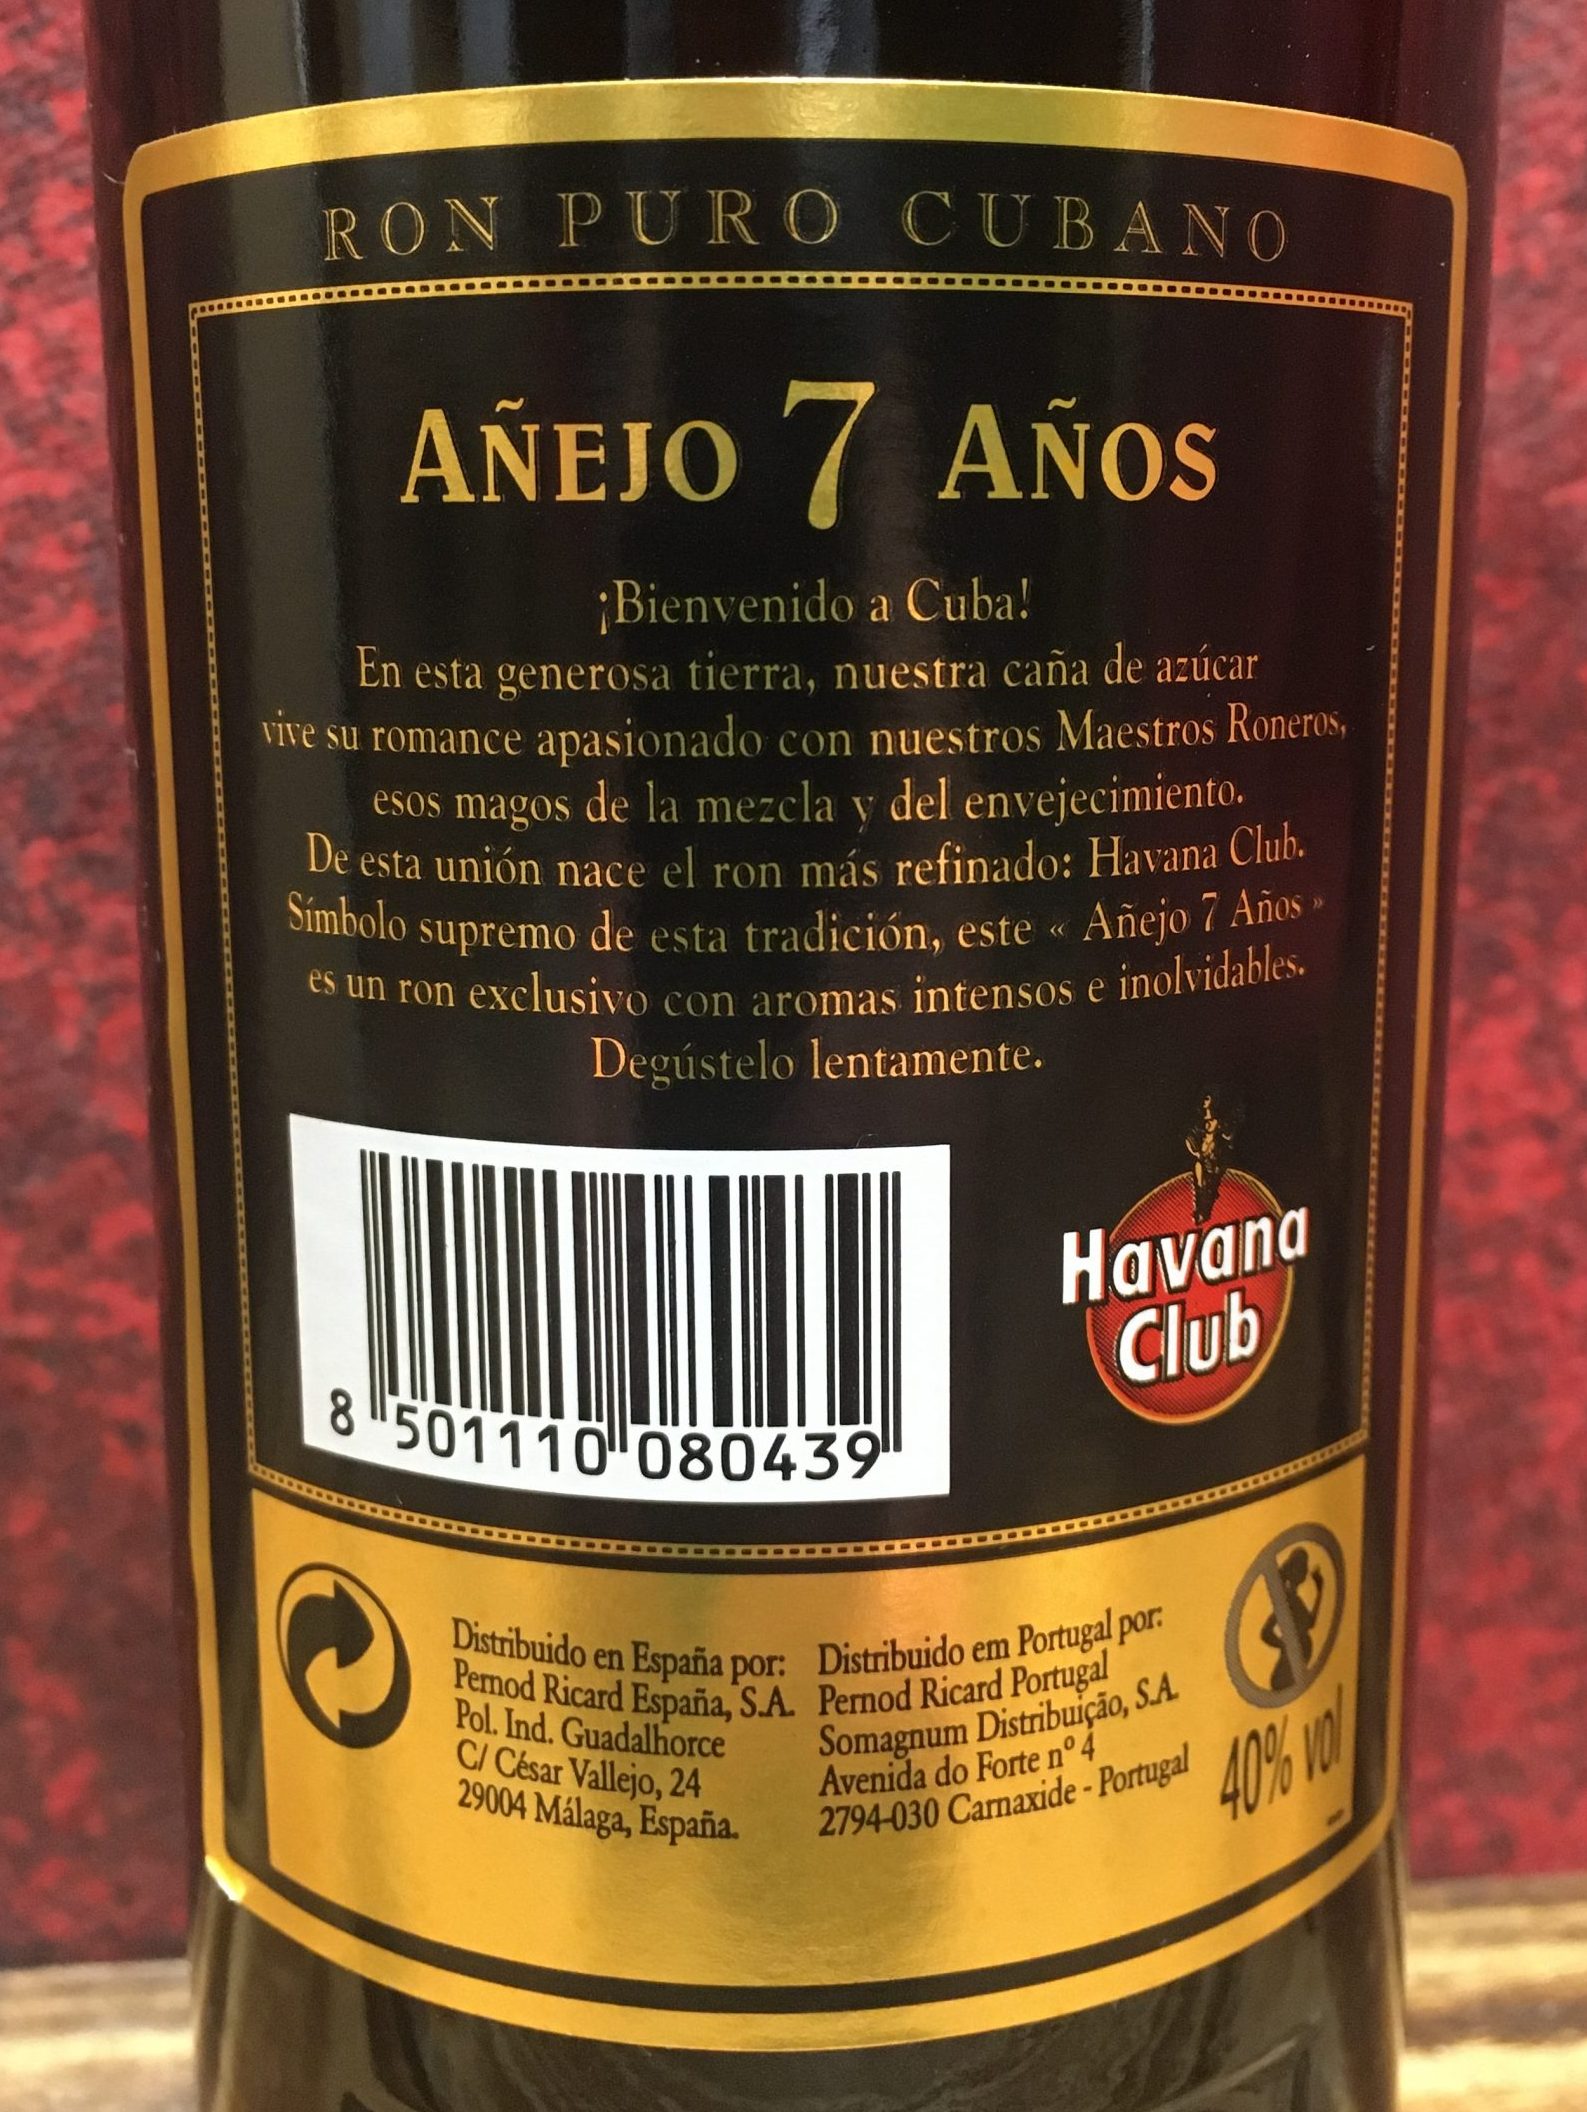 RON PURO CUBANO
AÑEJO 7 AÑOS
¡Bienvenido a Cuba!
En esta generosa tierra, nuestra caña de azúcar
vive su romance apasionado con nuestros Maestros Roneros,
esos magos de la mezcla y del envejecimiento.
De esta unión nace el ron más refinado: Havana Club.
Símbolo supremo de esta tradición, este « Añejo 7 Años »
es un ron exclusivo con aromas intensos e inolvidables.
Degústelo lentamente.
Havana
Club
8 501110 080439
Distribuido en España por:
Pernod Ricard España, S.A.
Pol. Ind. Guadalhorce
C/ César Vallejo, 24
29004 Málaga, España.
Distribuido em Portugal por:
Pernod Ricard Portugal
Somagnum Distribuição, S.A.
Avenida do Forte nº 4
2794-030 Carnaxide - Portugal
40% vol